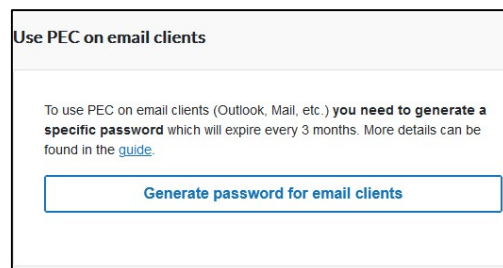 Use PEC on email clients
To use PEC on email clients (Outlook, Mail, etc.) you need to generate a
specific password which will expire every 3 months. More details can be
found in the guide.
Generate password for email clients